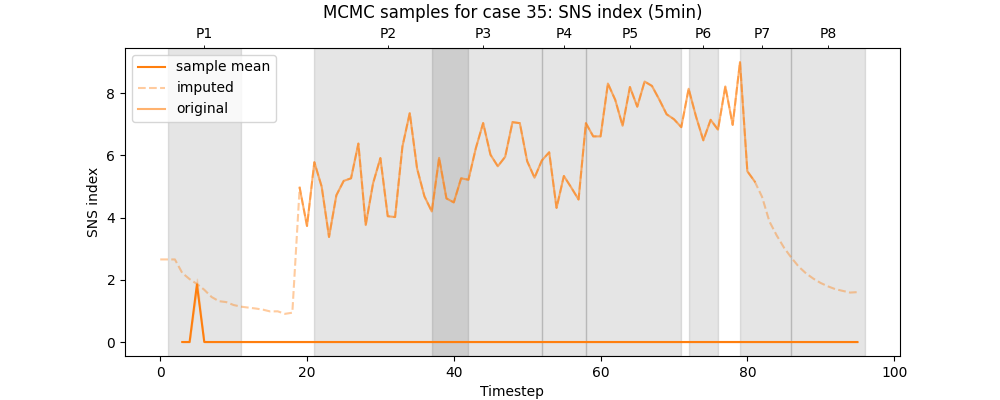 MCMC samples for case 35: SNS index (5min)
P1 P2 P3 P4 P5 P6 P7 P8
sample mean
imputed
original
8
6
4
2
0
SNS index
0 20 40 60 80 100
Timestep